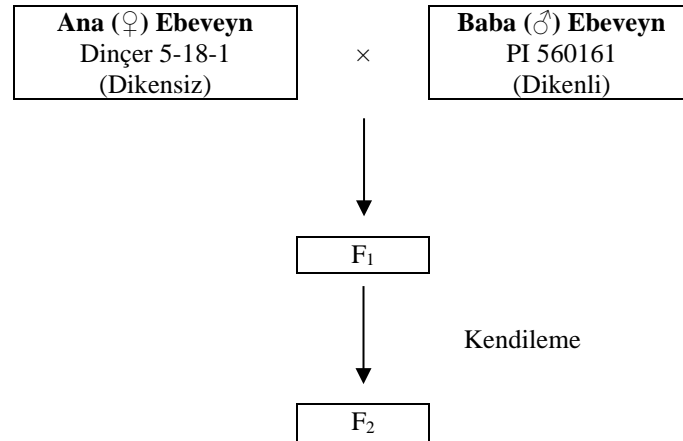 Ana (♀) Ebeveyn
Dinçer 5-18-1
(Dikensiz)
×
Baba (♂) Ebeveyn
PI 560161
(Dikenli)
F₁
Kendileme
F₂